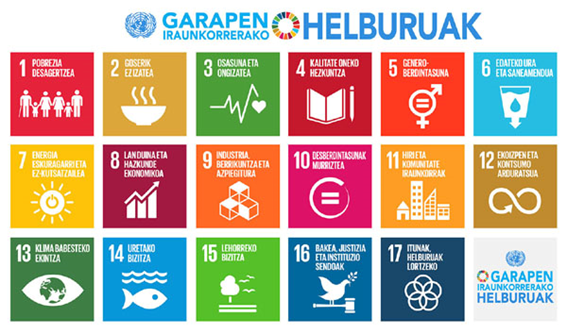 GARAPEN
IRAUNKORRERAKO
HELBURUAK
1 POBREZIA
DESAGERTZEA
2 GOSERIK
EZ IZATEA
3 OSASUNA ETA
ONGIZATEA
4 KALITATE ONEKO
HEZKUNTZA
5 GENERO-
BERDINTASUNA
6 EDATEKO URA
ETA SANEAMENDUA
7 ENERGIA
ESKURAGARRI ETA
EZ-KUTSATZAILEA
8 LAN DUINA ETA
HAZKUNDE
EKONOMIKOA
9 INDUSTRIA,
BERRIKUNTZA ETA
AZPIEGITURA
10 DESBERDINTASUNAK
MURRIZTEA
11 HIRI ETA
KOMUNITATE
IRAUNKORRAK
12 EKOIZPEN ETA
KONTSUMO
ARDURATSUA
13 KLIMA BABESTEKO
EKINTZA
14 URETAKO
BIZITZA
15 LEHORREKO
BIZITZA
16 BAKEA, JUSTIZIA
ETA INSTITUZIO
SENDOAK
17 ITUNAK,
HELBURUAK
LORTZEKO
GARAPEN
IRAUNKORRERAKO
HELBURUAK